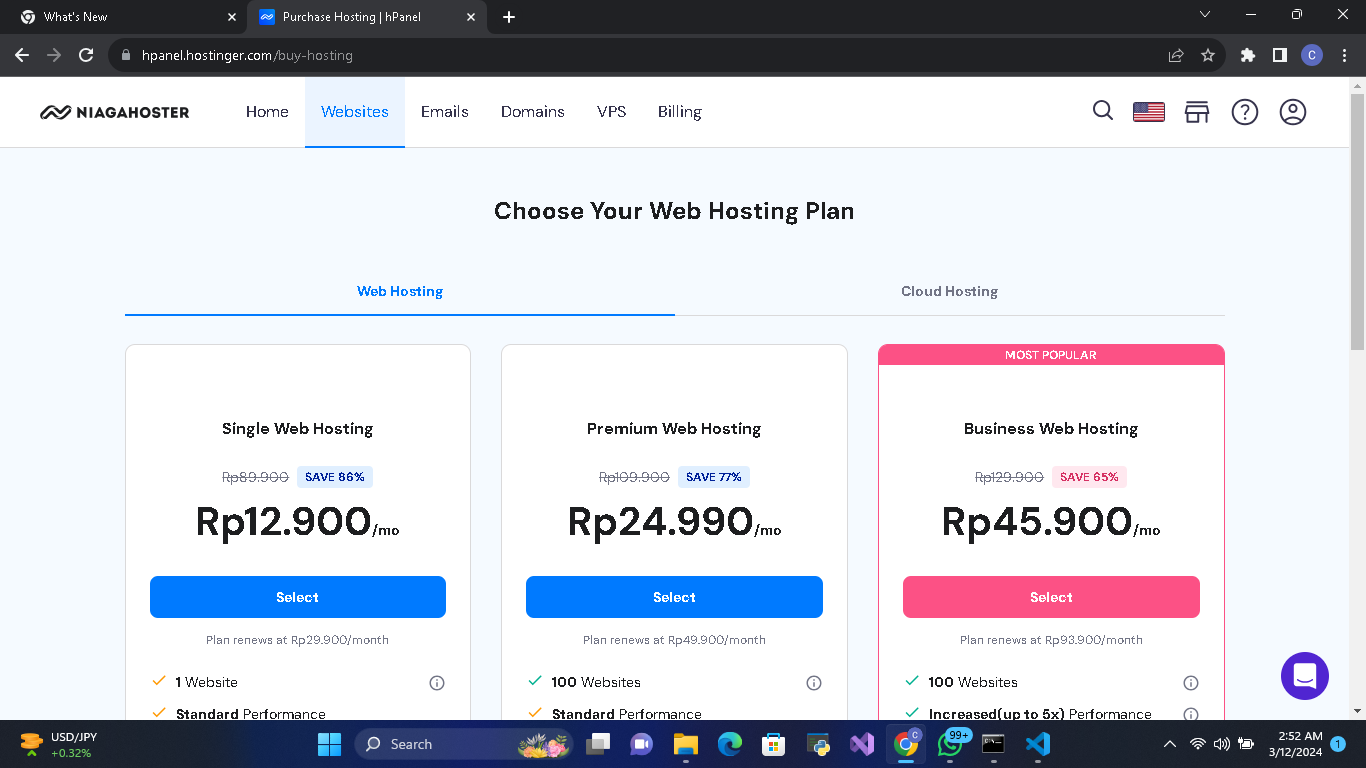 What's New
Purchase Hosting | hPanel
hpanel.hostinger.com/buy-hosting
C
NIAGAHOSTER
Home
Websites
Emails
Domains
VPS
Billing
Choose Your Web Hosting Plan
Web Hosting
Cloud Hosting
Single Web Hosting
Rp89.900 SAVE 86%
Rp12.900/mo
Select
Plan renews at Rp29.900/month
1 Website
Standard Performance
Premium Web Hosting
Rp109.900 SAVE 77%
Rp24.990/mo
Select
Plan renews at Rp49.900/month
100 Websites
Standard Performance
MOST POPULAR
Business Web Hosting
Rp129.900 SAVE 65%
Rp45.900/mo
Select
Plan renews at Rp93.900/month
100 Websites
Increased(up to 5x) Performance
USD/JPY
+0.32%
Search
C
99+
2:52 AM
3/12/2024
1